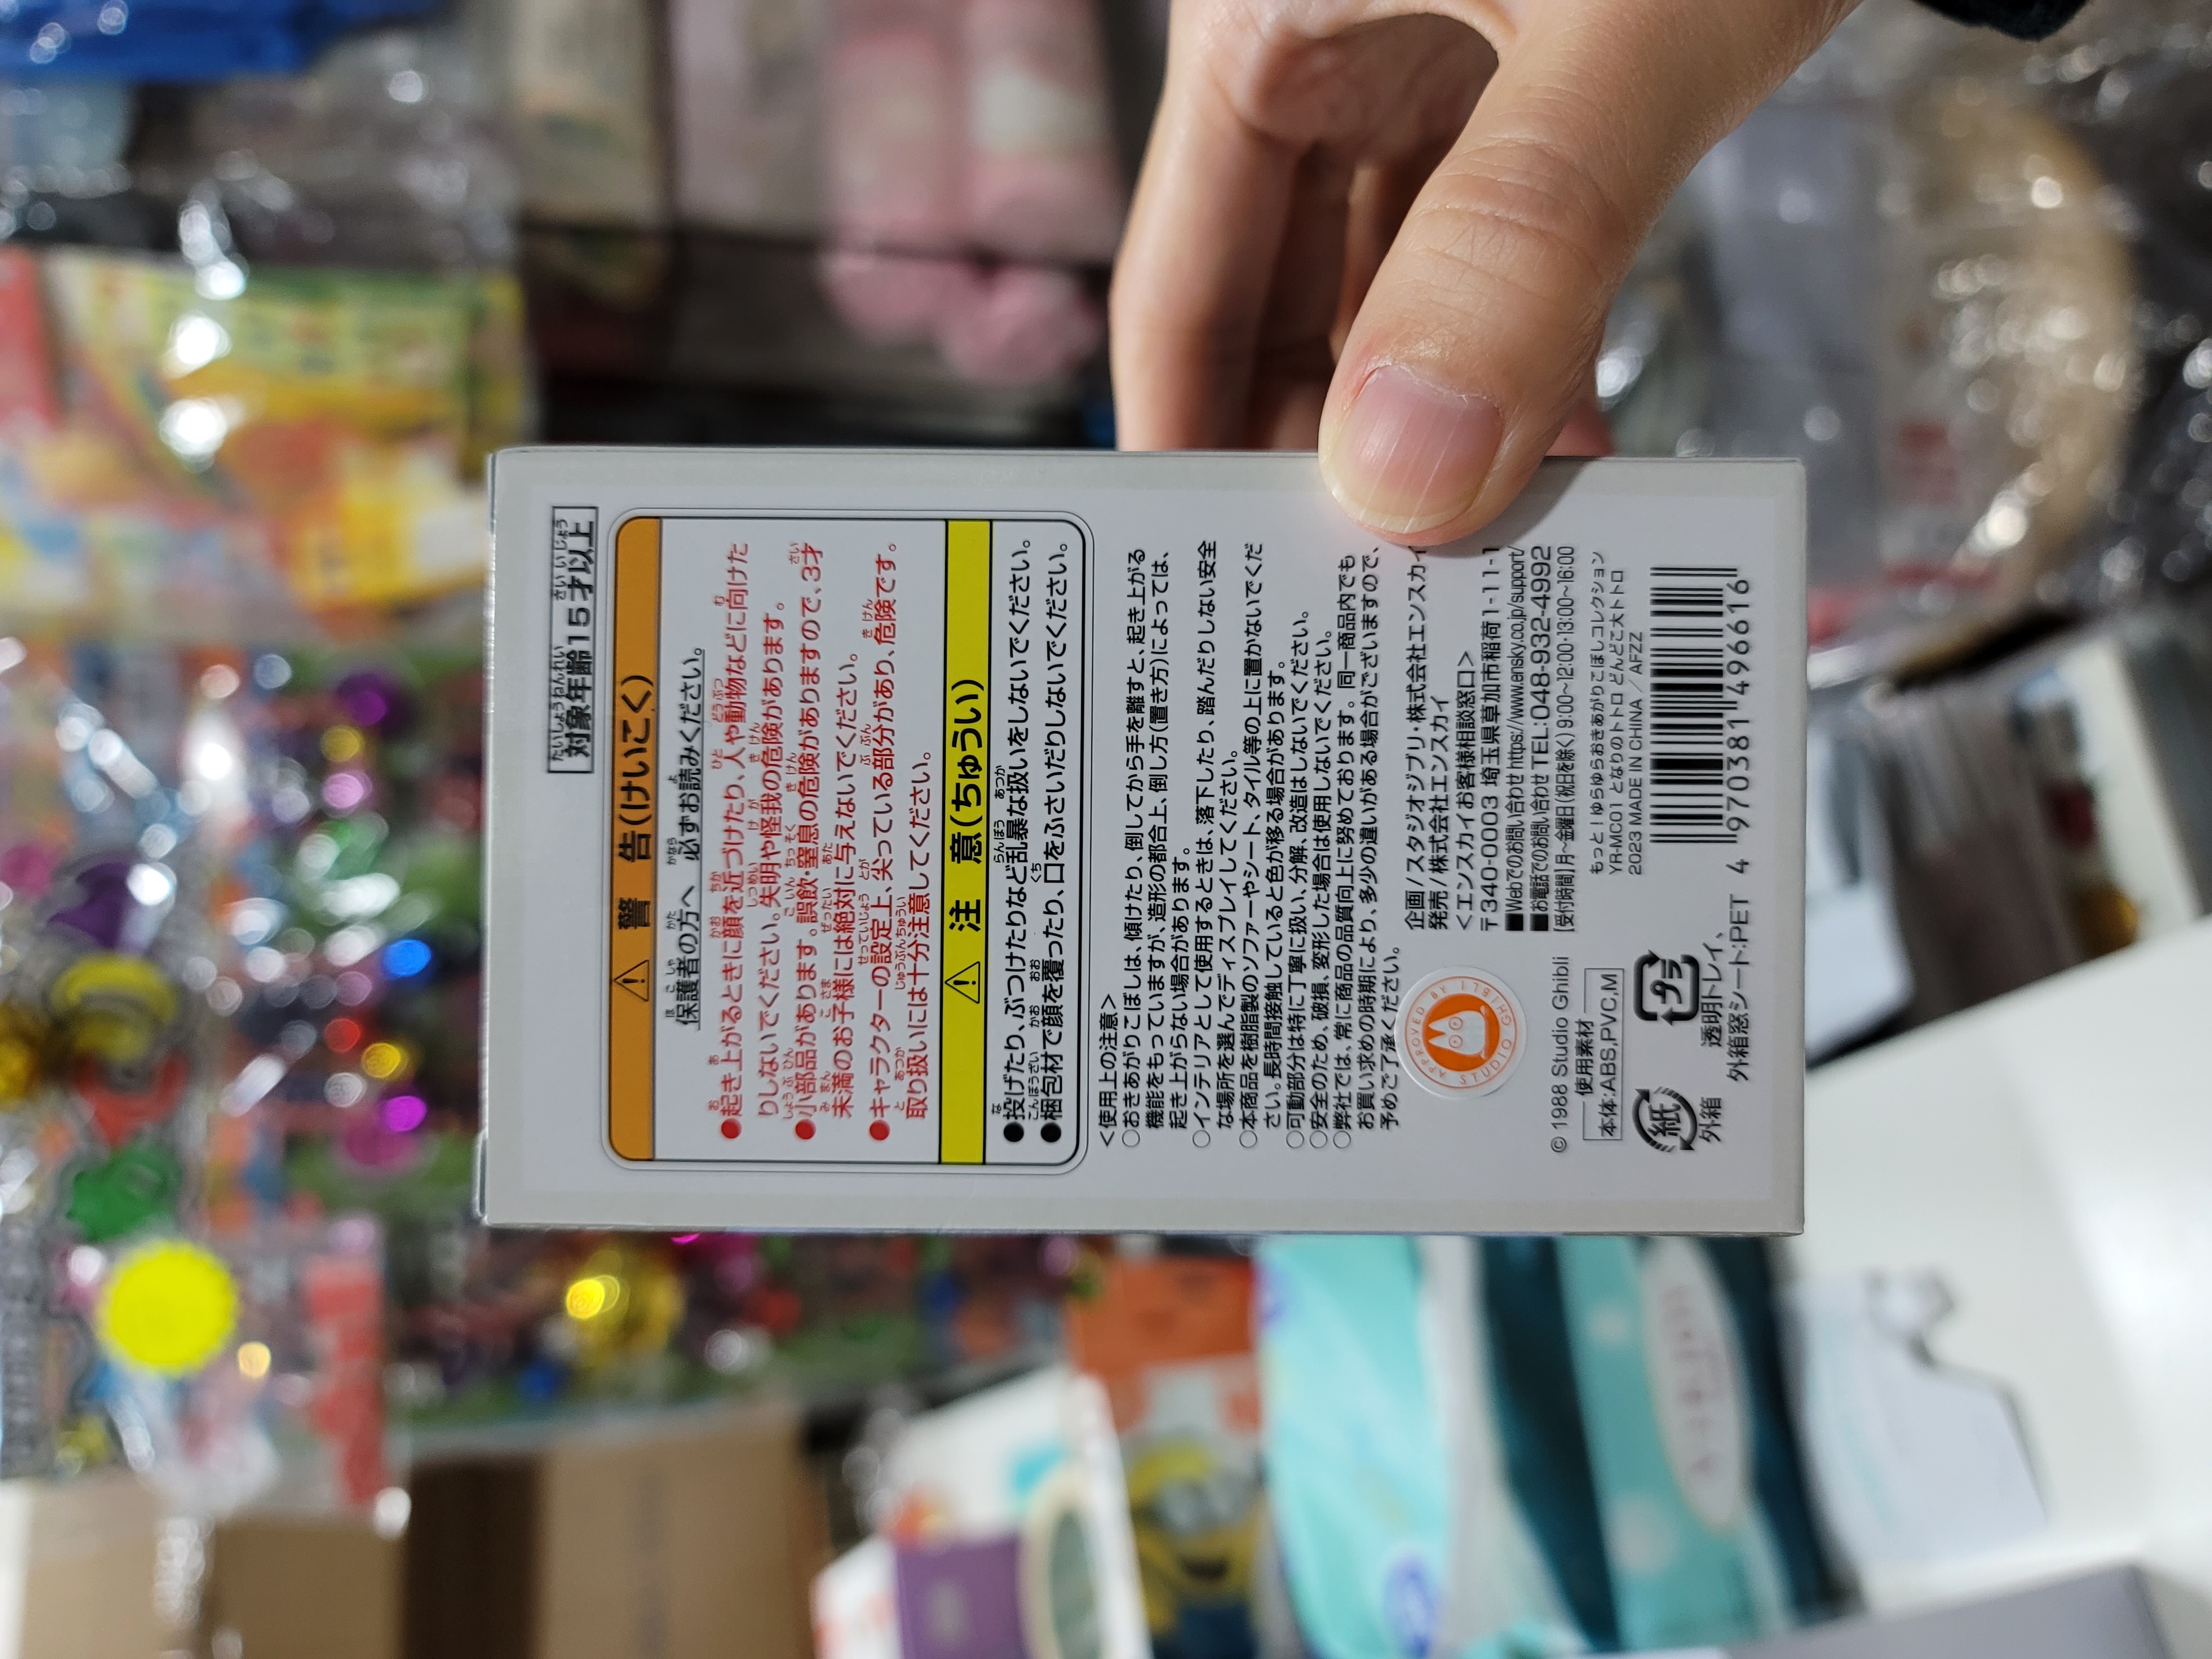 対象年齢15才以上
警 告(けいこく)
保護者の方へ 必ずお読みください。
●起き上がるときに顔を近づけたり、人や動物などに向けた
りしないでください。失明や怪我の危険があります。
●小部品があります。誤飲・窒息の危険がありますので、3才
未満のお子様には絶対に与えないでください。
●キャラクターの設定上、尖っている部分があり、危険です。
取り扱いには十分注意してください。
注 意(ちゅうい)
●投げたり、ぶつけたりなど乱暴な扱いをしないでください。
●梱包材で顔を覆ったり、口をふさいだりしないでください。
<使用上の注意>
○おきあがりこぼしは、傾けたり、倒してから手を離すと、起き上がる
機能をもっていますが、造形の都合上、倒し方(置き方)によっては、
起き上がらない場合があります。
○インテリアとして使用するときは、落下したり、踏んだりしない安全
な場所を選んでディスプレイしてください。
○本商品を樹脂製のソファーやシート、タイル等の上に置かないでくだ
さい。長時間接触していると色が移る場合があります。
○可動部分は特に丁寧に扱い、分解、改造はしないでください。
○安全のため、破損、変形した場合は使用しないでください。
○弊社では、常に商品の品質向上に努めております。同一商品内でも
お買い求めの時期により、多少の違いがある場合がございますので、
予めご了承ください。
企画/スタジオジブリ・株式会社エンスカイ
発売/株式会社エンスカイ
<エンスカイお客様相談窓口>
〒340-0003 埼玉県草加市稲荷1-11-1
■Webでのお問い合わせ https://www.ensky.co.jp/support/
■お電話でのお問い合わせ TEL:048-932-4992
[受付時間]月～金曜日(祝日を除く)9:00～12:00・13:00～16:00
APPROVED BY
STUDIO GHIBLI
© 1988 Studio Ghibli
使用素材
本体:ABS,PVC,M
紙
外箱
プラ
透明トレイ、
外箱窓シート:PET
もっと!ゆらゆらおきあがりこぼしコレクション
YR-MC01 となりのトトロ どんどこ大トトロ
2023 MADE IN CHINA / AFZZ
4 970381 496616